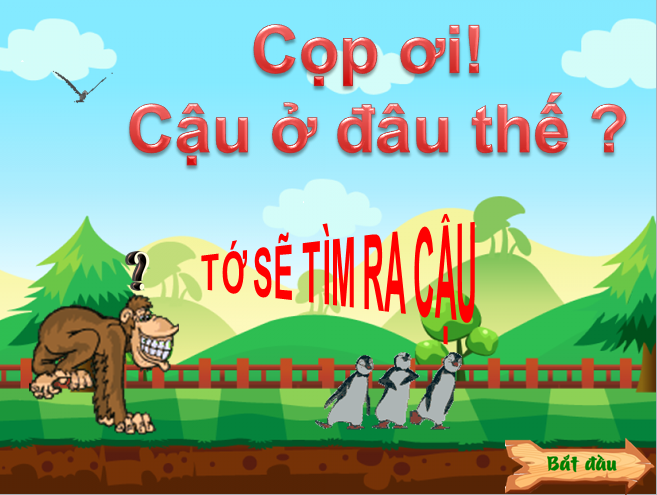 Cọp ơi!
Cậu ở đâu thế ?
?
TỚ SẼ TÌM RA CẬU
Bắt đầu